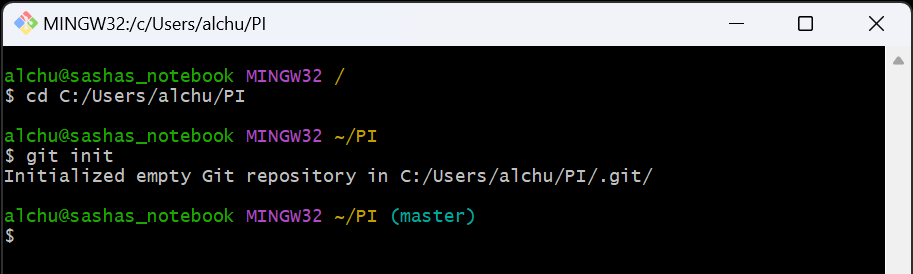 MINGW32:/c/Users/alchu/PI
alchu@sashas_notebook MINGW32 /
$ cd C:/Users/alchu/PI
alchu@sashas_notebook MINGW32 ~/PI
$ git init
Initialized empty Git repository in C:/Users/alchu/PI/.git/
alchu@sashas_notebook MINGW32 ~/PI (master)
$